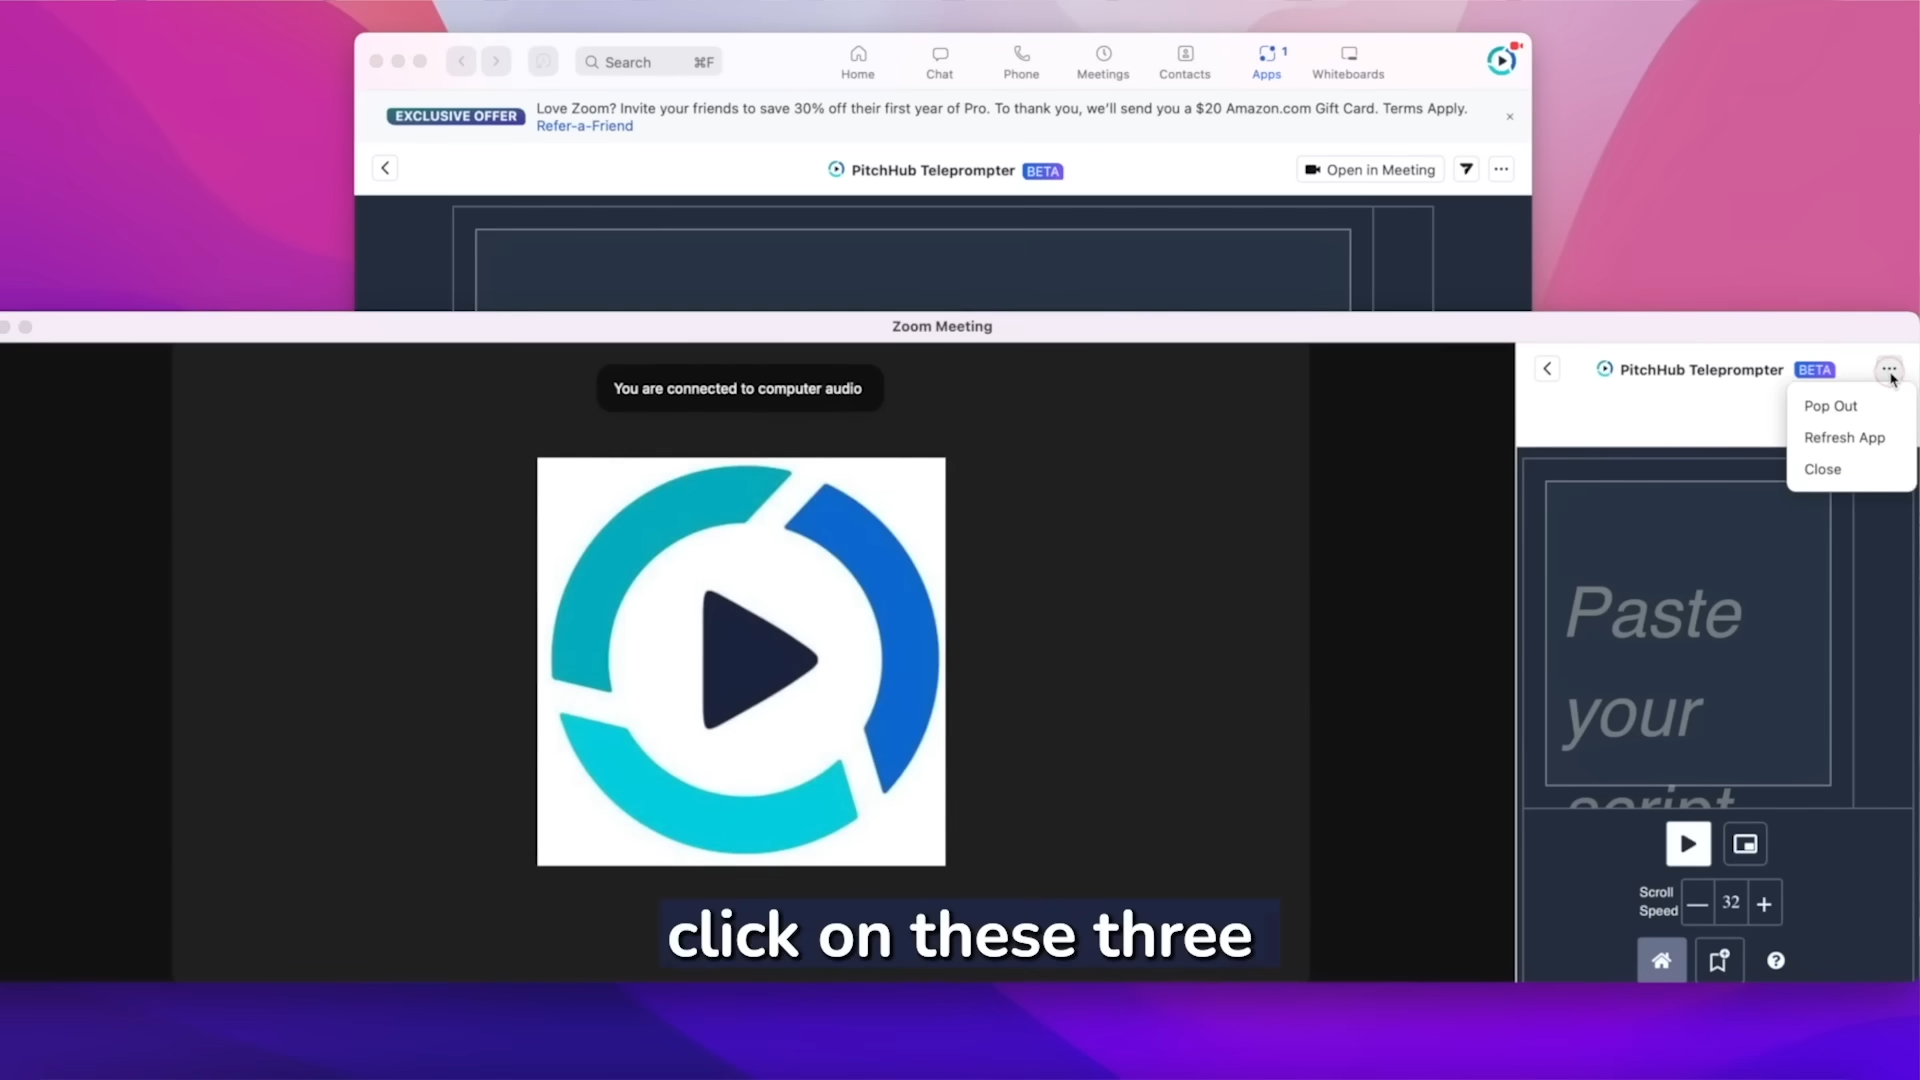 Search ⌘F
Home
Chat
Phone
Meetings
Contacts
Apps
1
Whiteboards
EXCLUSIVE OFFER
Love Zoom? Invite your friends to save 30% off their first year of Pro. To thank you, we'll send you a $20 Amazon.com Gift Card. Terms Apply.
Refer-a-Friend
PitchHub Teleprompter BETA
Open in Meeting
Zoom Meeting
You are connected to computer audio
PitchHub Teleprompter BETA
Pop Out
Refresh App
Close
Paste
your
script
Scroll
Speed
32
click on these three